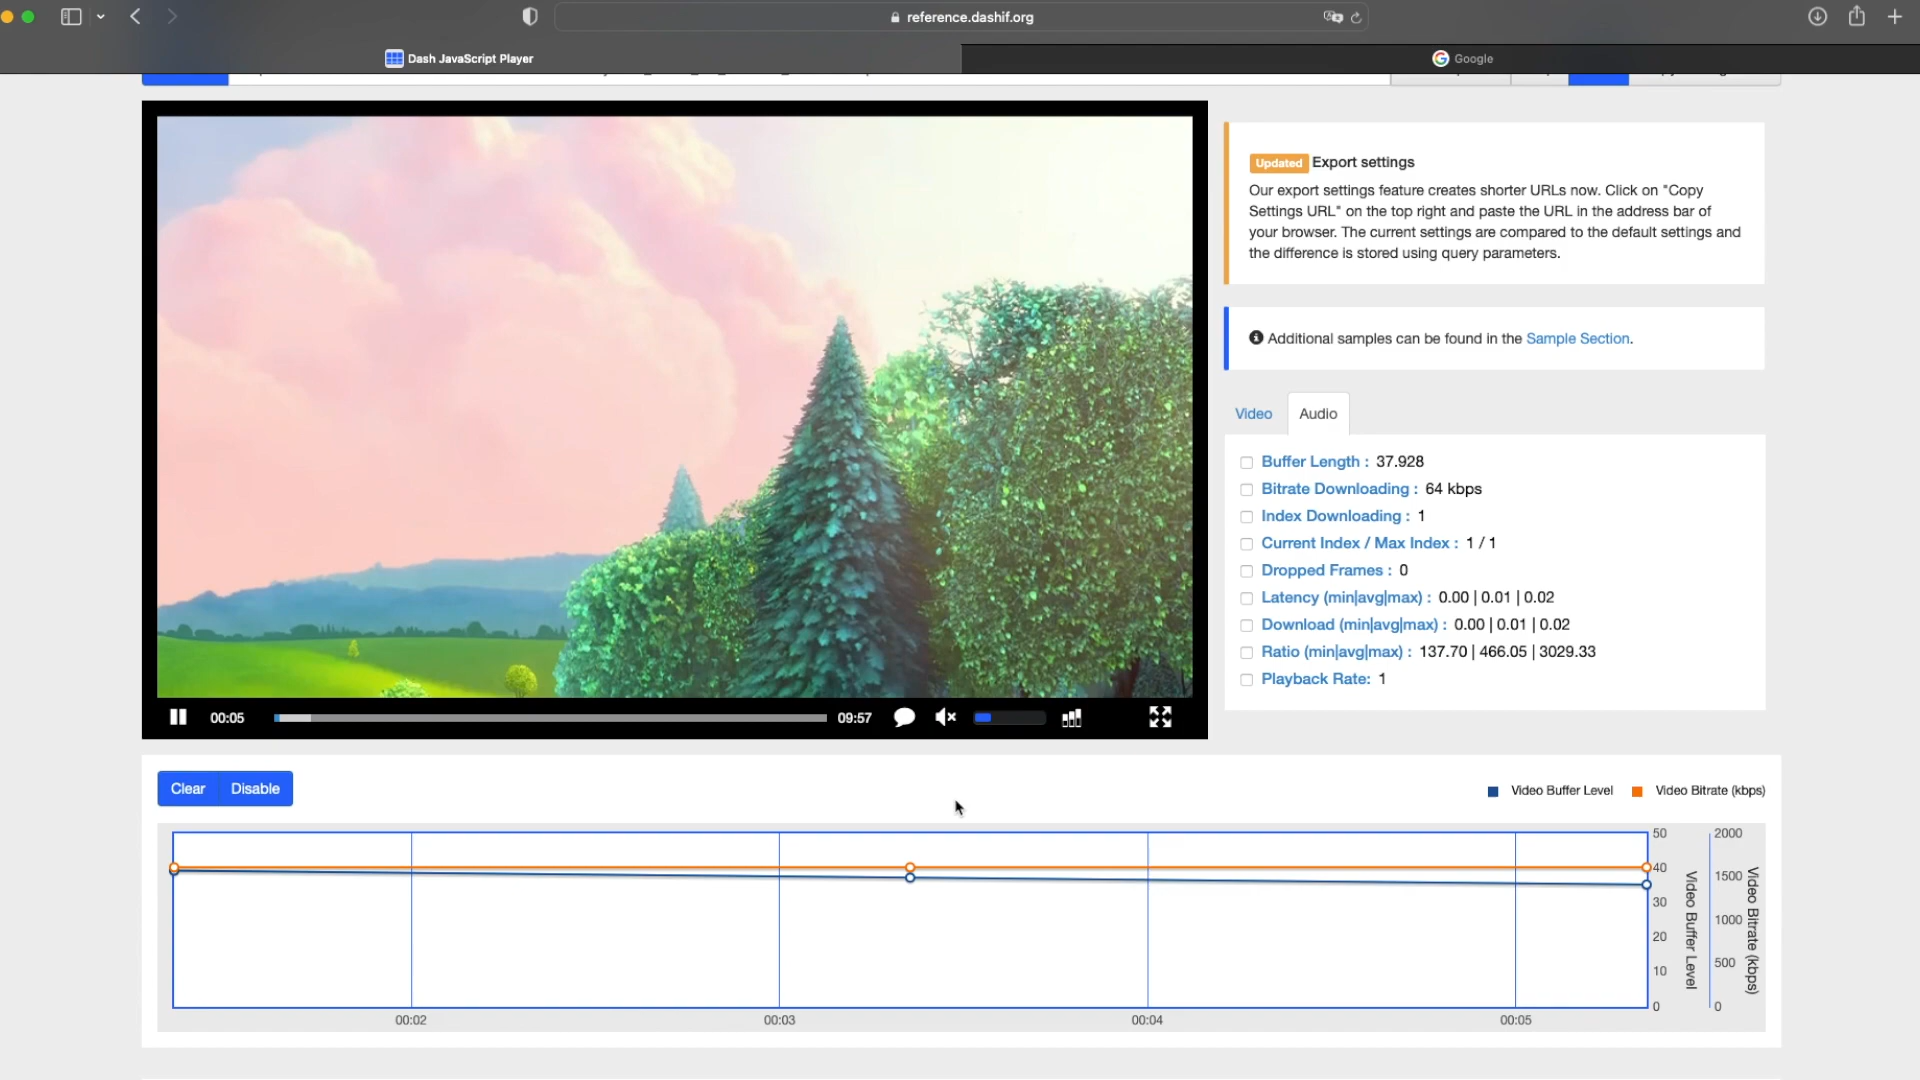 reference.dashif.org
Dash JavaScript Player
Google
Updated Export settings
Our export settings feature creates shorter URLs now. Click on "Copy
Settings URL" on the top right and paste the URL in the address bar of
your browser. The current settings are compared to the default settings and
the difference is stored using query parameters.
Additional samples can be found in the Sample Section.
Video Audio
Buffer Length : 37.928
Bitrate Downloading : 64 kbps
Index Downloading : 1
Current Index / Max Index : 1 / 1
Dropped Frames : 0
Latency (min|avg|max) : 0.00 | 0.01 | 0.02
Download (min|avg|max) : 0.00 | 0.01 | 0.02
Ratio (min|avg|max) : 137.70 | 466.05 | 3029.33
Playback Rate: 1
00:05 09:57
Clear Disable
Video Buffer Level Video Bitrate (kbps)
50 2000
40
1500
30
1000
20
500
10
0 0
Video Buffer Level
Video Bitrate (kbps)
00:02 00:03 00:04 00:05